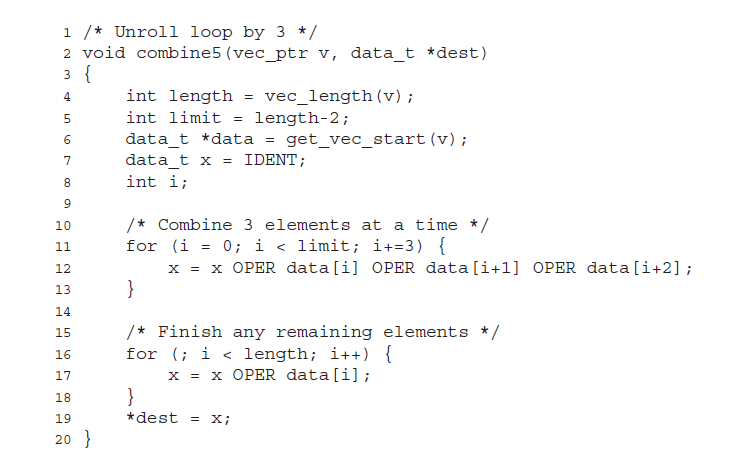 1 /* Unroll loop by 3 */
2 void combine5(vec_ptr v, data_t *dest)
3 {
4     int length = vec_length(v);
5     int limit = length-2;
6     data_t *data = get_vec_start(v);
7     data_t x = IDENT;
8     int i;
9
10     /* Combine 3 elements at a time */
11     for (i = 0; i < limit; i+=3) {
12         x = x OPER data[i] OPER data[i+1] OPER data[i+2];
13     }
14
15     /* Finish any remaining elements */
16     for (; i < length; i++) {
17         x = x OPER data[i];
18     }
19     *dest = x;
20 }